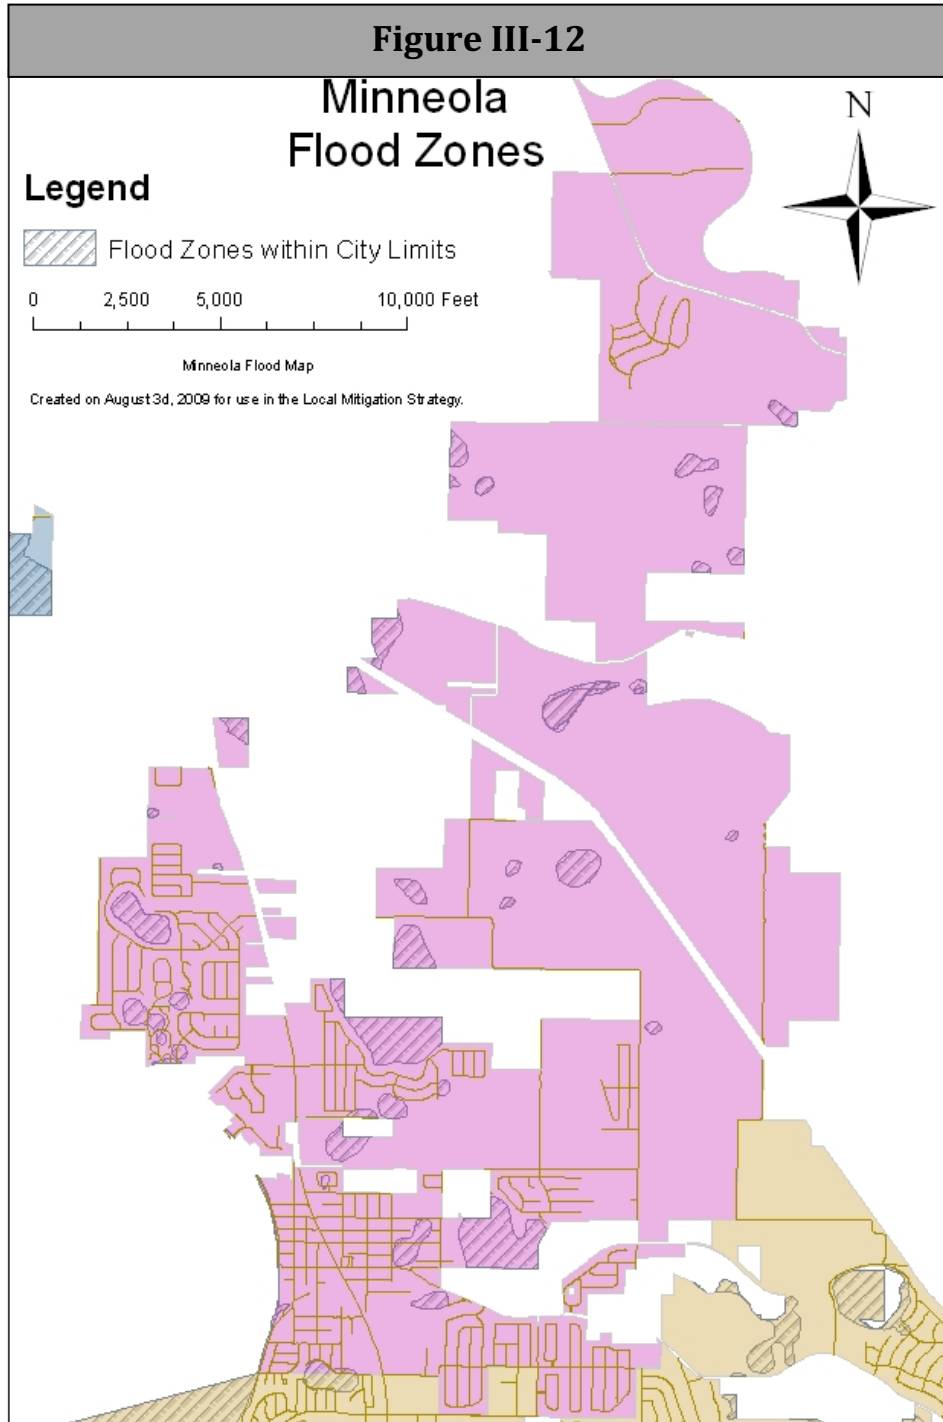 Figure III-12
Minneola
Flood Zones
N
Legend
Flood Zones within City Limits
0 2,500 5,000 10,000 Feet
Minneola Flood Map
Created on August 3d, 2009 for use in the Local Mitigation Strategy.